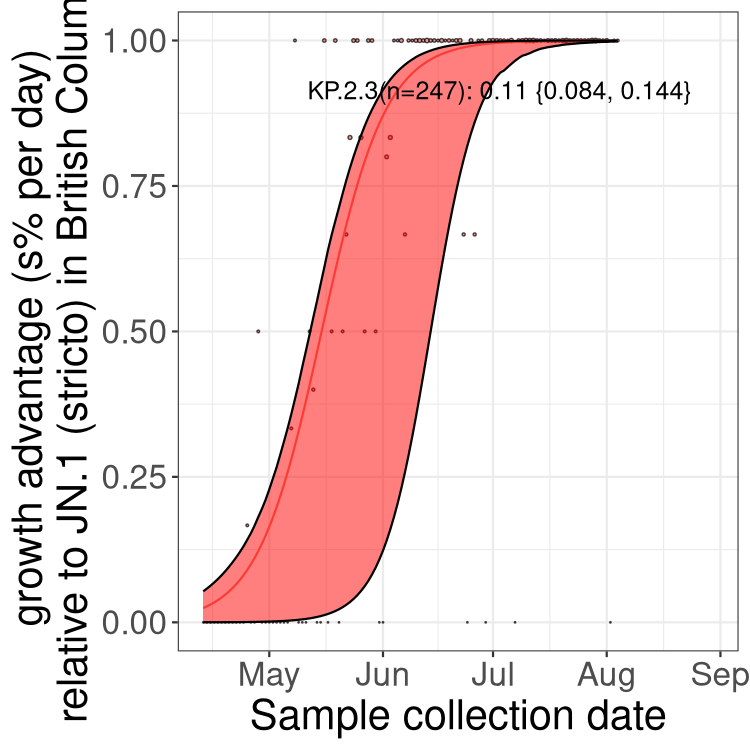 growth advantage (s% per day)
relative to JN.1 (stricto) in British Colum
1.00
0.75
0.50
0.25
0.00
KP.2.3(n=247): 0.11 {0.084, 0.144}
May Jun Jul Aug Sep
Sample collection date